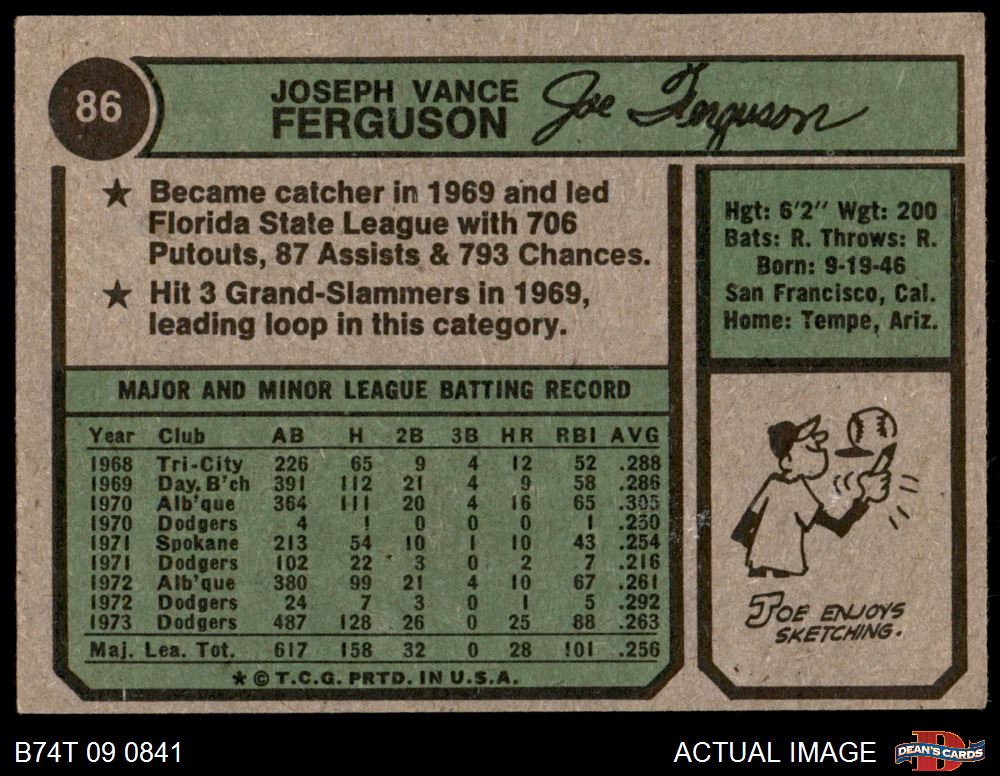 86
JOSEPH VANCE
FERGUSON
Joe Ferguson
★ Became catcher in 1969 and led
Florida State League with 706
Putouts, 87 Assists & 793 Chances.
★ Hit 3 Grand-Slammers in 1969,
leading loop in this category.
Hgt: 6'2" Wgt: 200
Bats: R. Throws: R.
Born: 9-19-46
San Francisco, Cal.
Home: Tempe, Ariz.
MAJOR AND MINOR LEAGUE BATTING RECORD
Year Club AB H 2B 3B HR RBI AVG
1968 Tri-City 226 65 9 4 12 52 .288
1969 Day. B'ch 391 112 21 4 9 58 .286
1970 Alb'que 364 111 20 4 16 65 .305
1970 Dodgers 4 1 0 0 0 1 .250
1971 Spokane 213 54 10 1 10 43 .254
1971 Dodgers 102 22 3 0 2 7 .216
1972 Alb'que 380 99 21 4 10 67 .261
1972 Dodgers 24 7 3 0 1 5 .292
1973 Dodgers 487 128 26 0 25 88 .263
Maj. Lea. Tot. 617 158 32 0 28 101 .256
★ © T.C.G. PRTD. IN U.S.A.
JOE ENJOYS
SKETCHING.
B74T 09 0841
ACTUAL IMAGE
DEAN'S CARDS